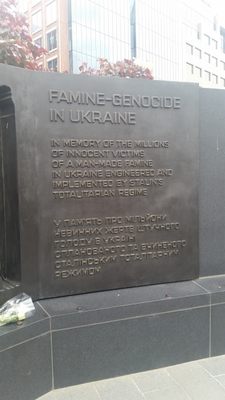 FAMINE-GENOCIDE
IN UKRAINE
IN MEMORY OF THE MILLIONS
OF INNOCENT VICTIMS
OF A MAN-MADE FAMINE
IN UKRAINE ENGINEERED AND
IMPLEMENTED BY STALIN'S
TOTALITARIAN REGIME
У ПАМЯТЬ ПРО МІЛЬЙОНИ
НЕВИННИХ ЖЕРТВ ШТУЧНОГО
ГОЛОДУ В УКРАЇНІ
СПЛАНОВАНОГО ТА ВЧИНЕНОГО
СТАЛІНСЬКИМ ТОТАЛІТАРНИМ
РЕЖИМОМ